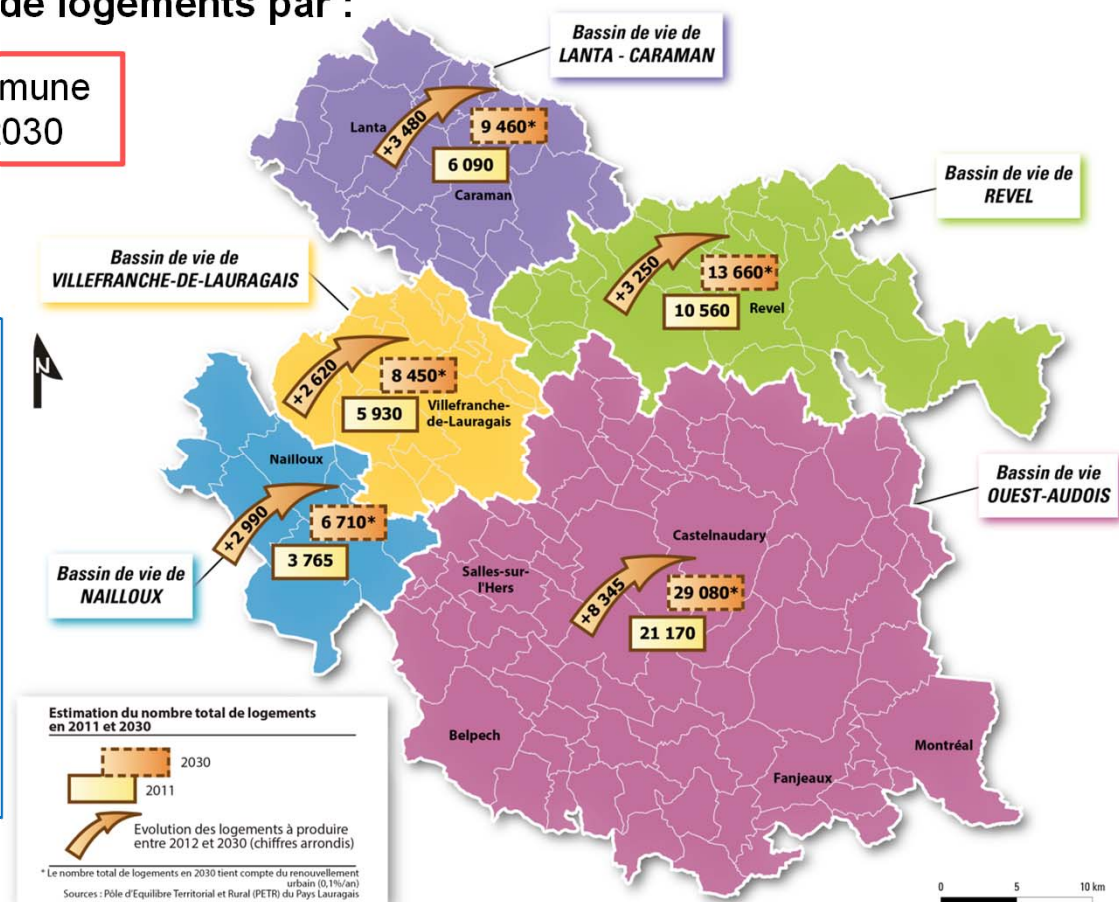 de logements par :
mune
2030
Bassin de vie de
LANTA - CARAMAN
Lanta
+3 480
9 460*
6 090
Caraman
Bassin de vie de
REVEL
+3 250
13 660*
10 560
Revel
Bassin de vie de
VILLEFRANCHE-DE-LAURAGAIS
+2 620
8 450*
5 930
Villefranche-
de-Lauragais
N
Nailloux
+2 990
6 710*
3 765
Bassin de vie de
NAILLOUX
Bassin de vie
OUEST-AUDOIS
Castelnaudary
Salles-sur-
l'Hers
+8 345
29 080*
21 170
Belpech
Montréal
Fanjeaux
Estimation du nombre total de logements
en 2011 et 2030
2030
2011
Evolution des logements à produire
entre 2012 et 2030 (chiffres arrondis)
* Le nombre total de logements en 2030 tient compte du renouvellement
urbain (0,1%/an)
Sources : Pôle d'Equilibre Territorial et Rural (PETR) du Pays Lauragais
0 5 10 km